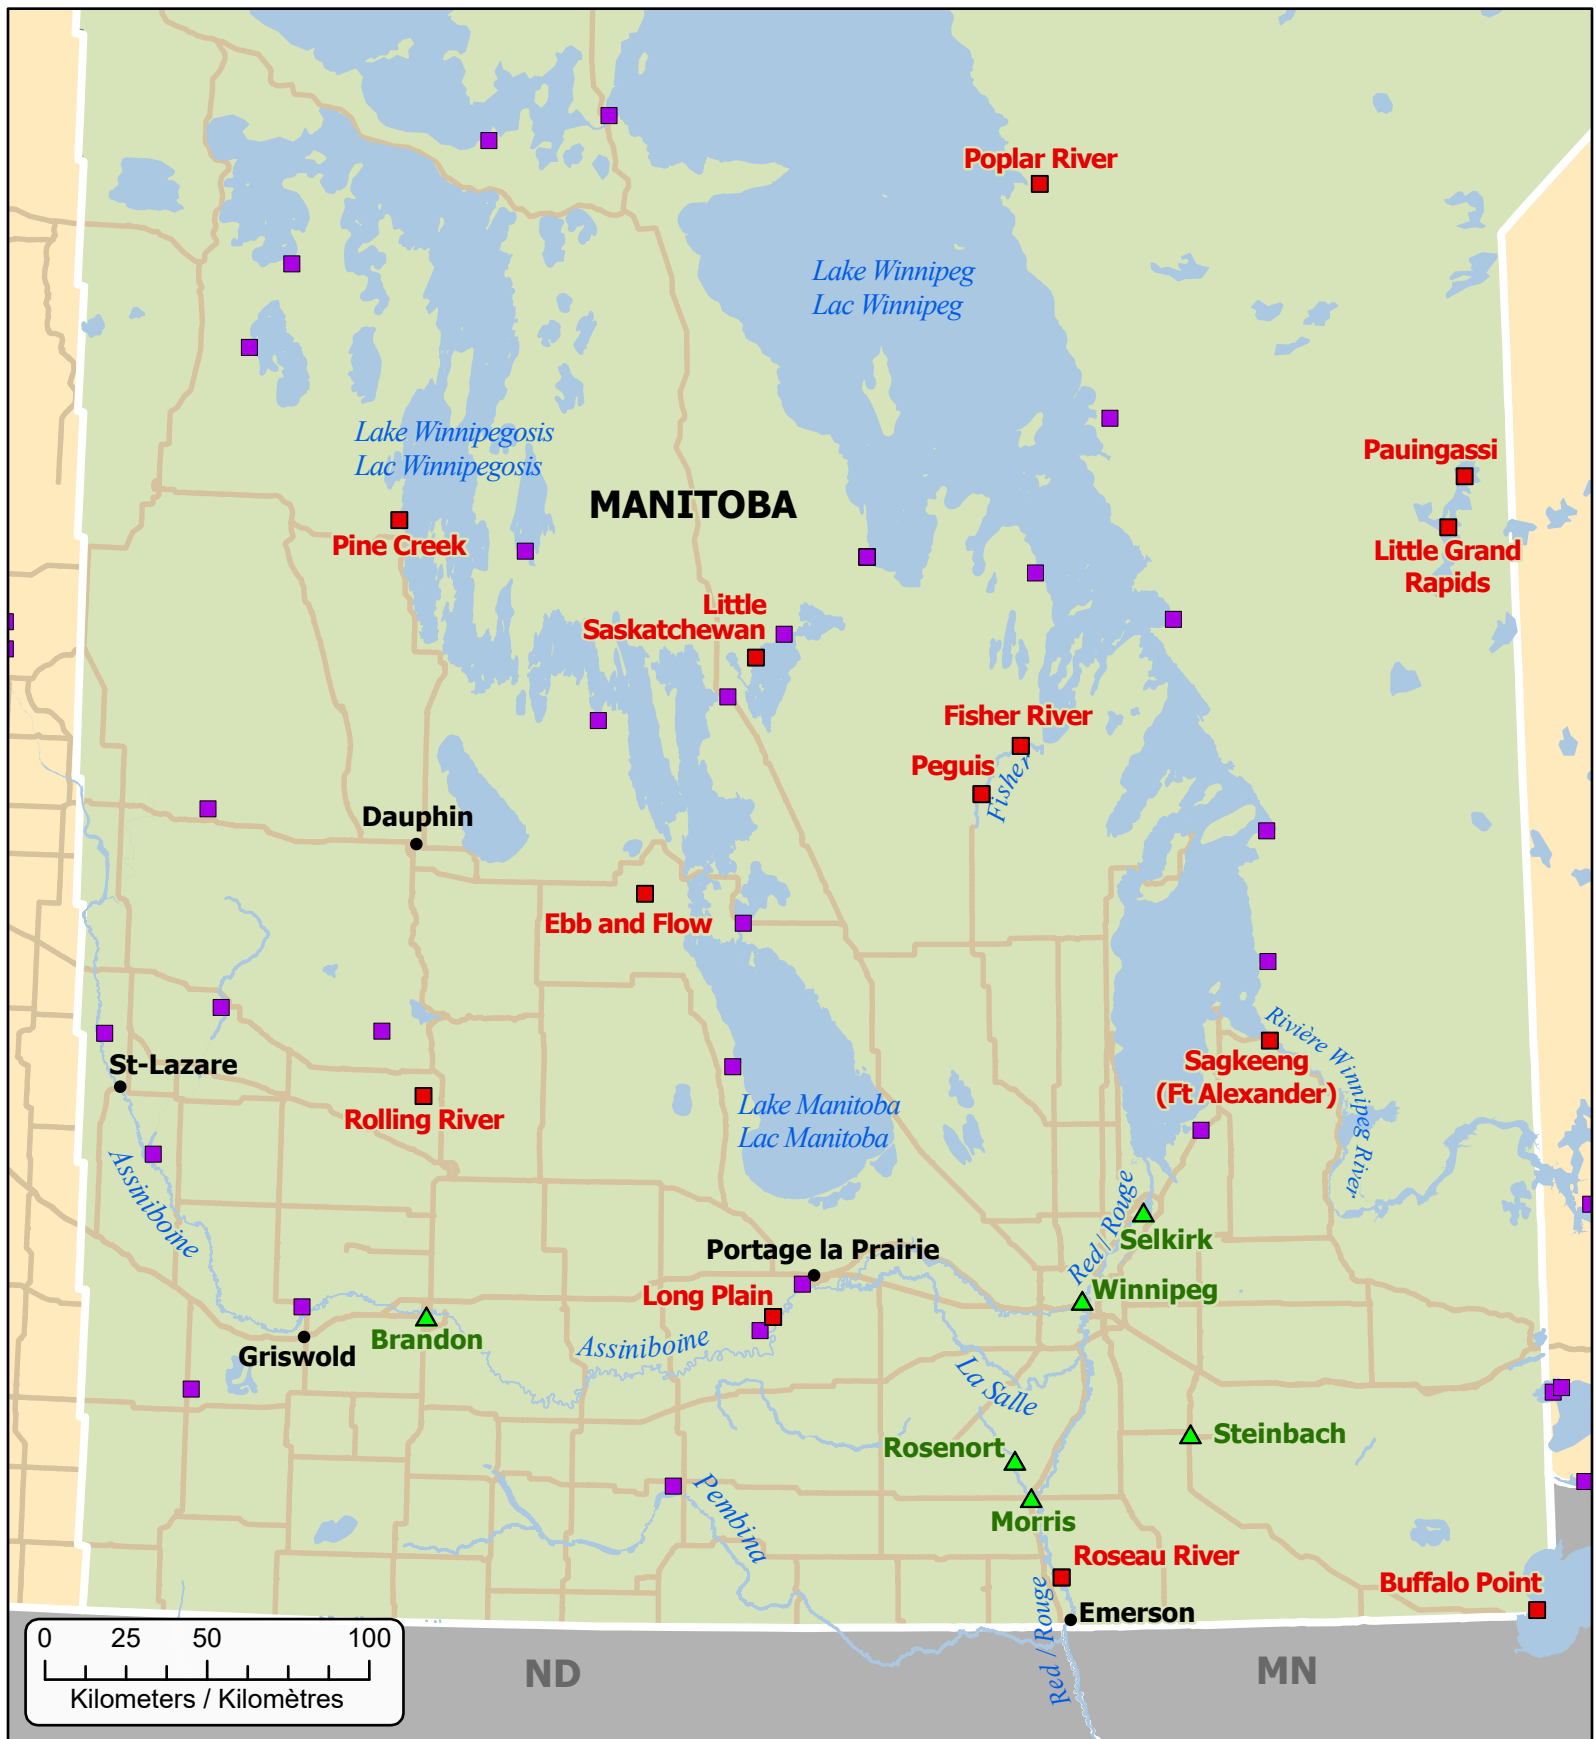 Poplar River
Lake Winnipeg
Lac Winnipeg
Lake Winnipegosis
Lac Winnipegosis
Pauingassi
MANITOBA
Pine Creek
Little Grand
Rapids
Little
Saskatchewan
Fisher River
Peguis
Fisher
Dauphin
Ebb and Flow
Rivière Winnipeg River
St-Lazare
Sagkeeng
(Ft Alexander)
Rolling River
Lake Manitoba
Lac Manitoba
Assiniboine
Red / Rouge
Selkirk
Portage la Prairie
Winnipeg
Long Plain
Brandon
Griswold
Assiniboine
La Salle
Steinbach
Rosenort
Pembina
Morris
Roseau River
Buffalo Point
Red / Rouge
Emerson
0 25 50 100
Kilometers / Kilomètres
ND
MN